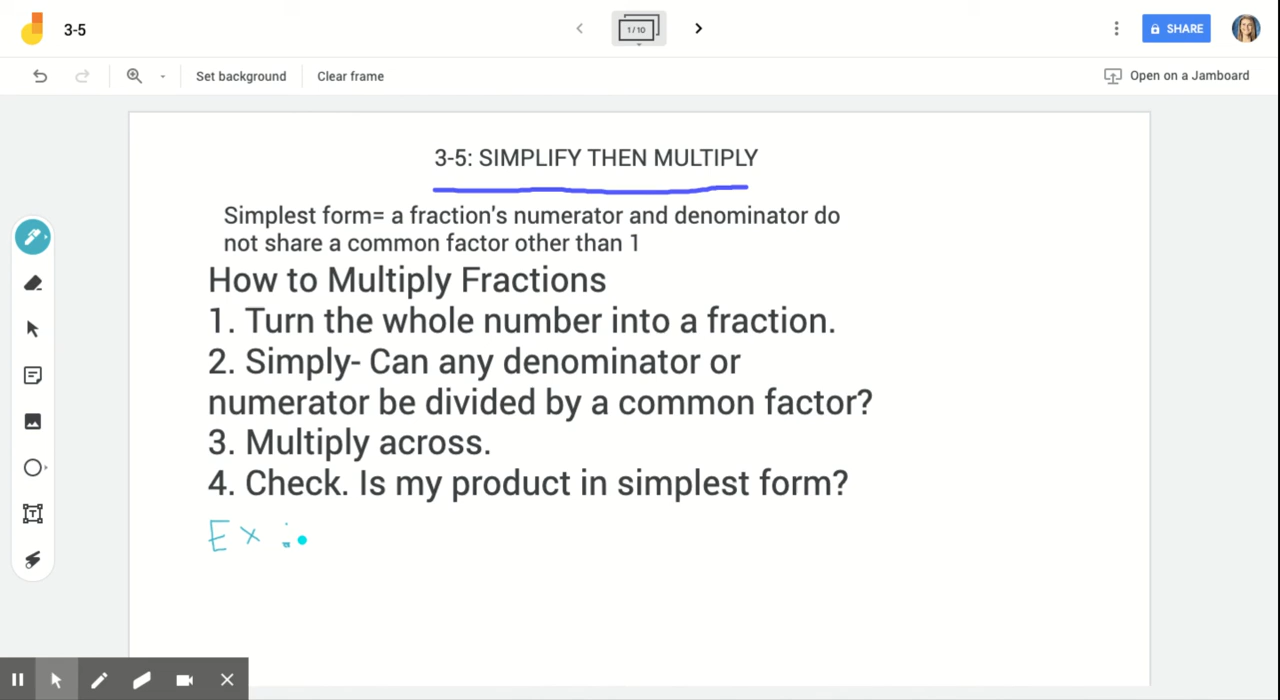 3-5
1/10
SHARE
Set background
Clear frame
Open on a Jamboard
3-5: SIMPLIFY THEN MULTIPLY
Simplest form= a fraction's numerator and denominator do
not share a common factor other than 1
How to Multiply Fractions
1. Turn the whole number into a fraction.
2. Simply- Can any denominator or
numerator be divided by a common factor?
3. Multiply across.
4. Check. Is my product in simplest form?
Ex :